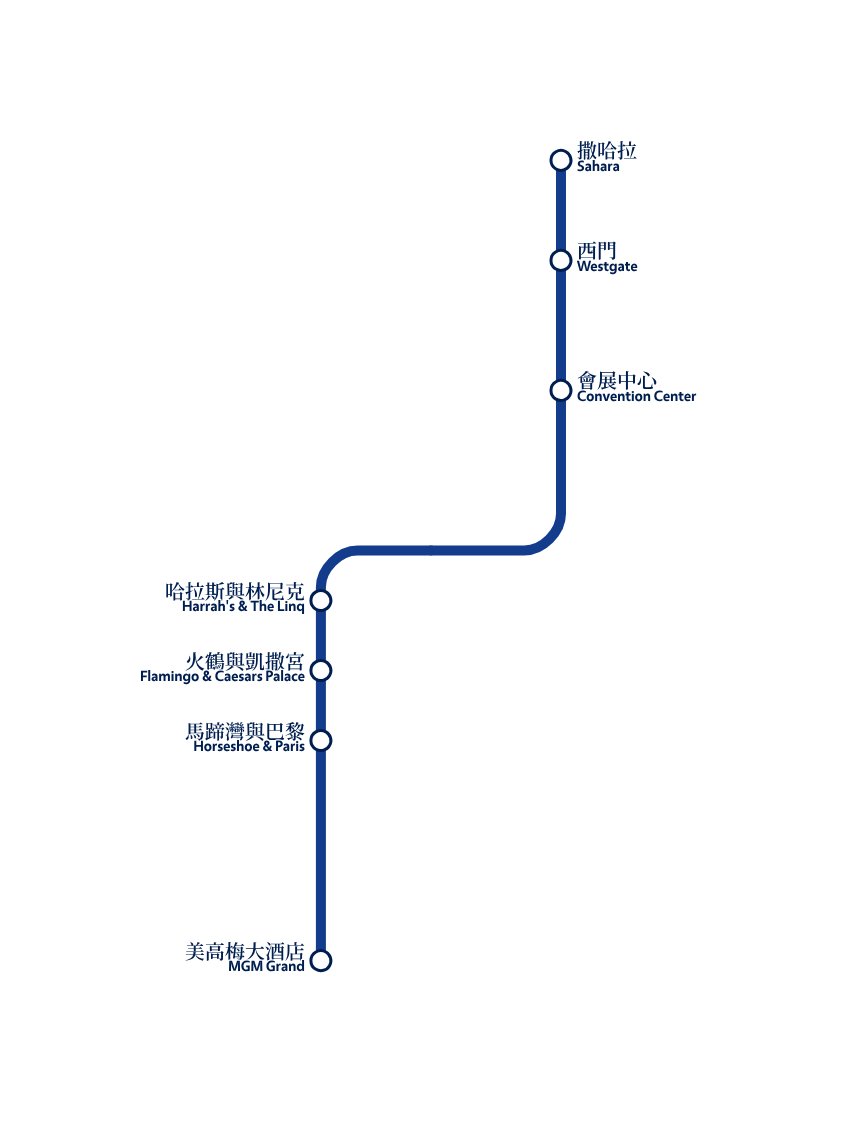 撒哈拉
Sahara
西門
Westgate
會展中心
Convention Center
哈拉斯與林尼克
Harrah's & The Linq
火鶴與凱撒宮
Flamingo & Caesars Palace
馬蹄灣與巴黎
Horseshoe & Paris
美高梅大酒店
MGM Grand